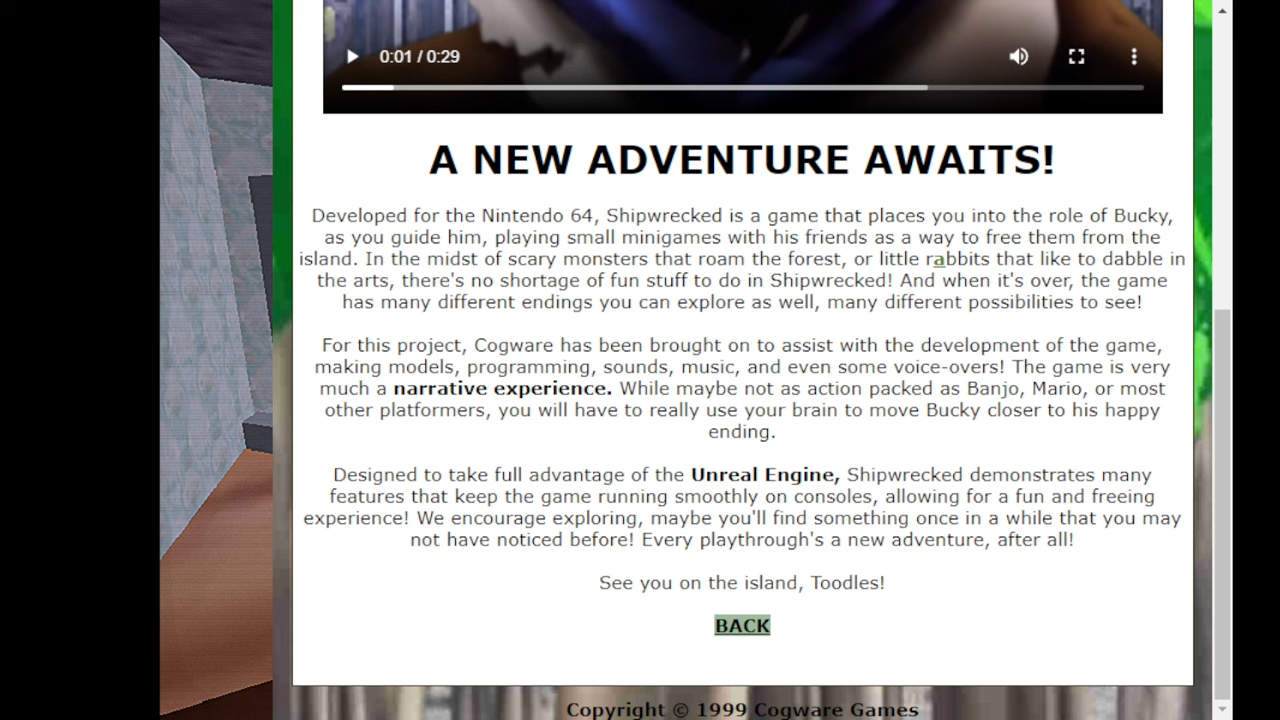 0:01 / 0:29
A NEW ADVENTURE AWAITS!
Developed for the Nintendo 64, Shipwrecked is a game that places you into the role of Bucky,
as you guide him, playing small minigames with his friends as a way to free them from the
island. In the midst of scary monsters that roam the forest, or little rabbits that like to dabble in
the arts, there's no shortage of fun stuff to do in Shipwrecked! And when it's over, the game
has many different endings you can explore as well, many different possibilities to see!
For this project, Cogware has been brought on to assist with the development of the game,
making models, programming, sounds, music, and even some voice-overs! The game is very
much a narrative experience. While maybe not as action packed as Banjo, Mario, or most
other platformers, you will have to really use your brain to move Bucky closer to his happy
ending.
Designed to take full advantage of the Unreal Engine, Shipwrecked demonstrates many
features that keep the game running smoothly on consoles, allowing for a fun and freeing
experience! We encourage exploring, maybe you'll find something once in a while that you may
not have noticed before! Every playthrough's a new adventure, after all!
See you on the island, Toodles!
BACK
Copyright © 1999 Cogware Games